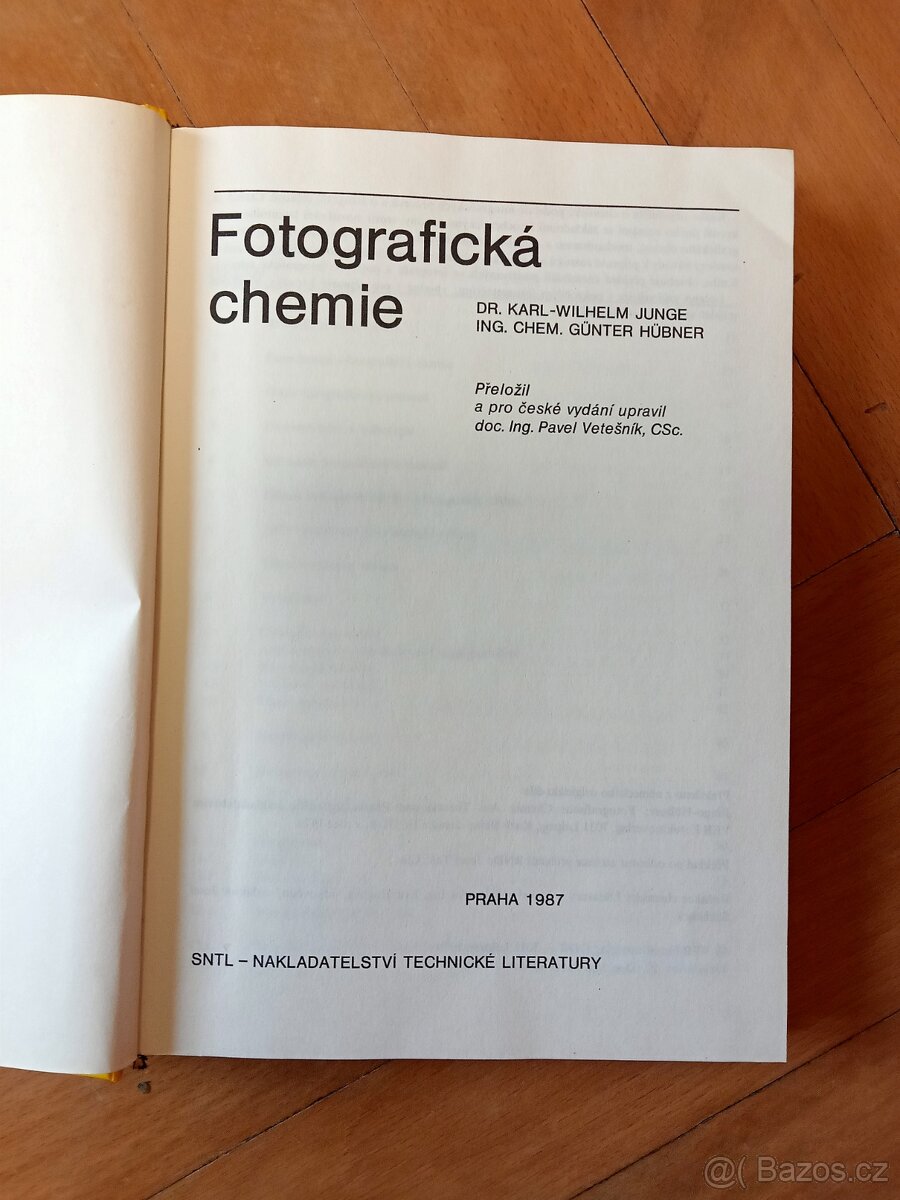 Fotografická
chemie
DR. KARL-WILHELM JUNGE
ING. CHEM. GÜNTER HÜBNER
Přeložil
a pro české vydání upravil
doc. Ing. Pavel Vetešník, CSc.
PRAHA 1987
SNTL – NAKLADATELSTVÍ TECHNICKÉ LITERATURY
@( Bazos.cz